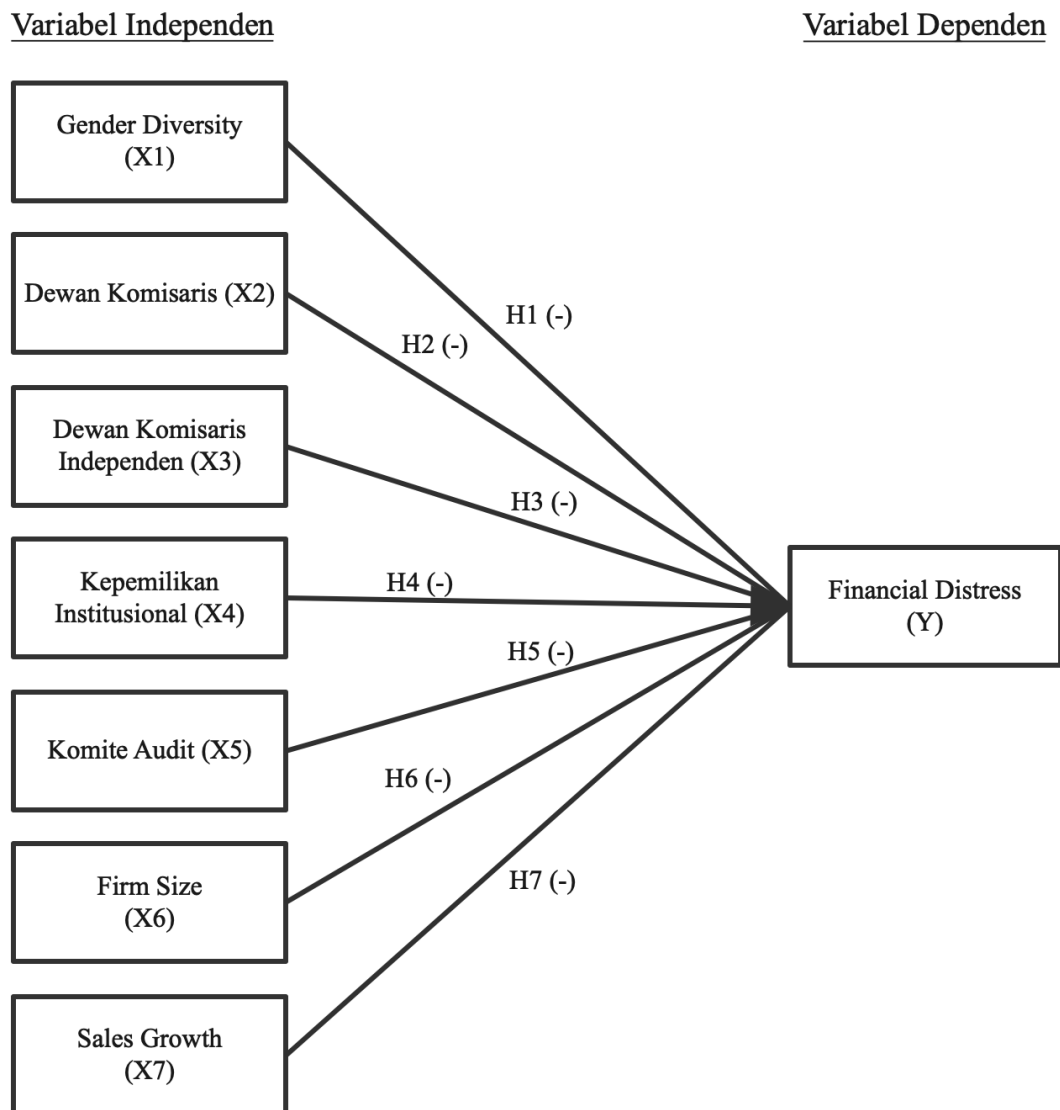 Variabel Independen
Variabel Dependen
Gender Diversity
(X1)
Dewan Komisaris (X2)
H1 (-)
H2 (-)
Dewan Komisaris
Independen (X3)
H3 (-)
Kepemilikan
Institusional (X4)
H4 (-)
Financial Distress
(Y)
H5 (-)
Komite Audit (X5)
H6 (-)
Firm Size
(X6)
H7 (-)
Sales Growth
(X7)